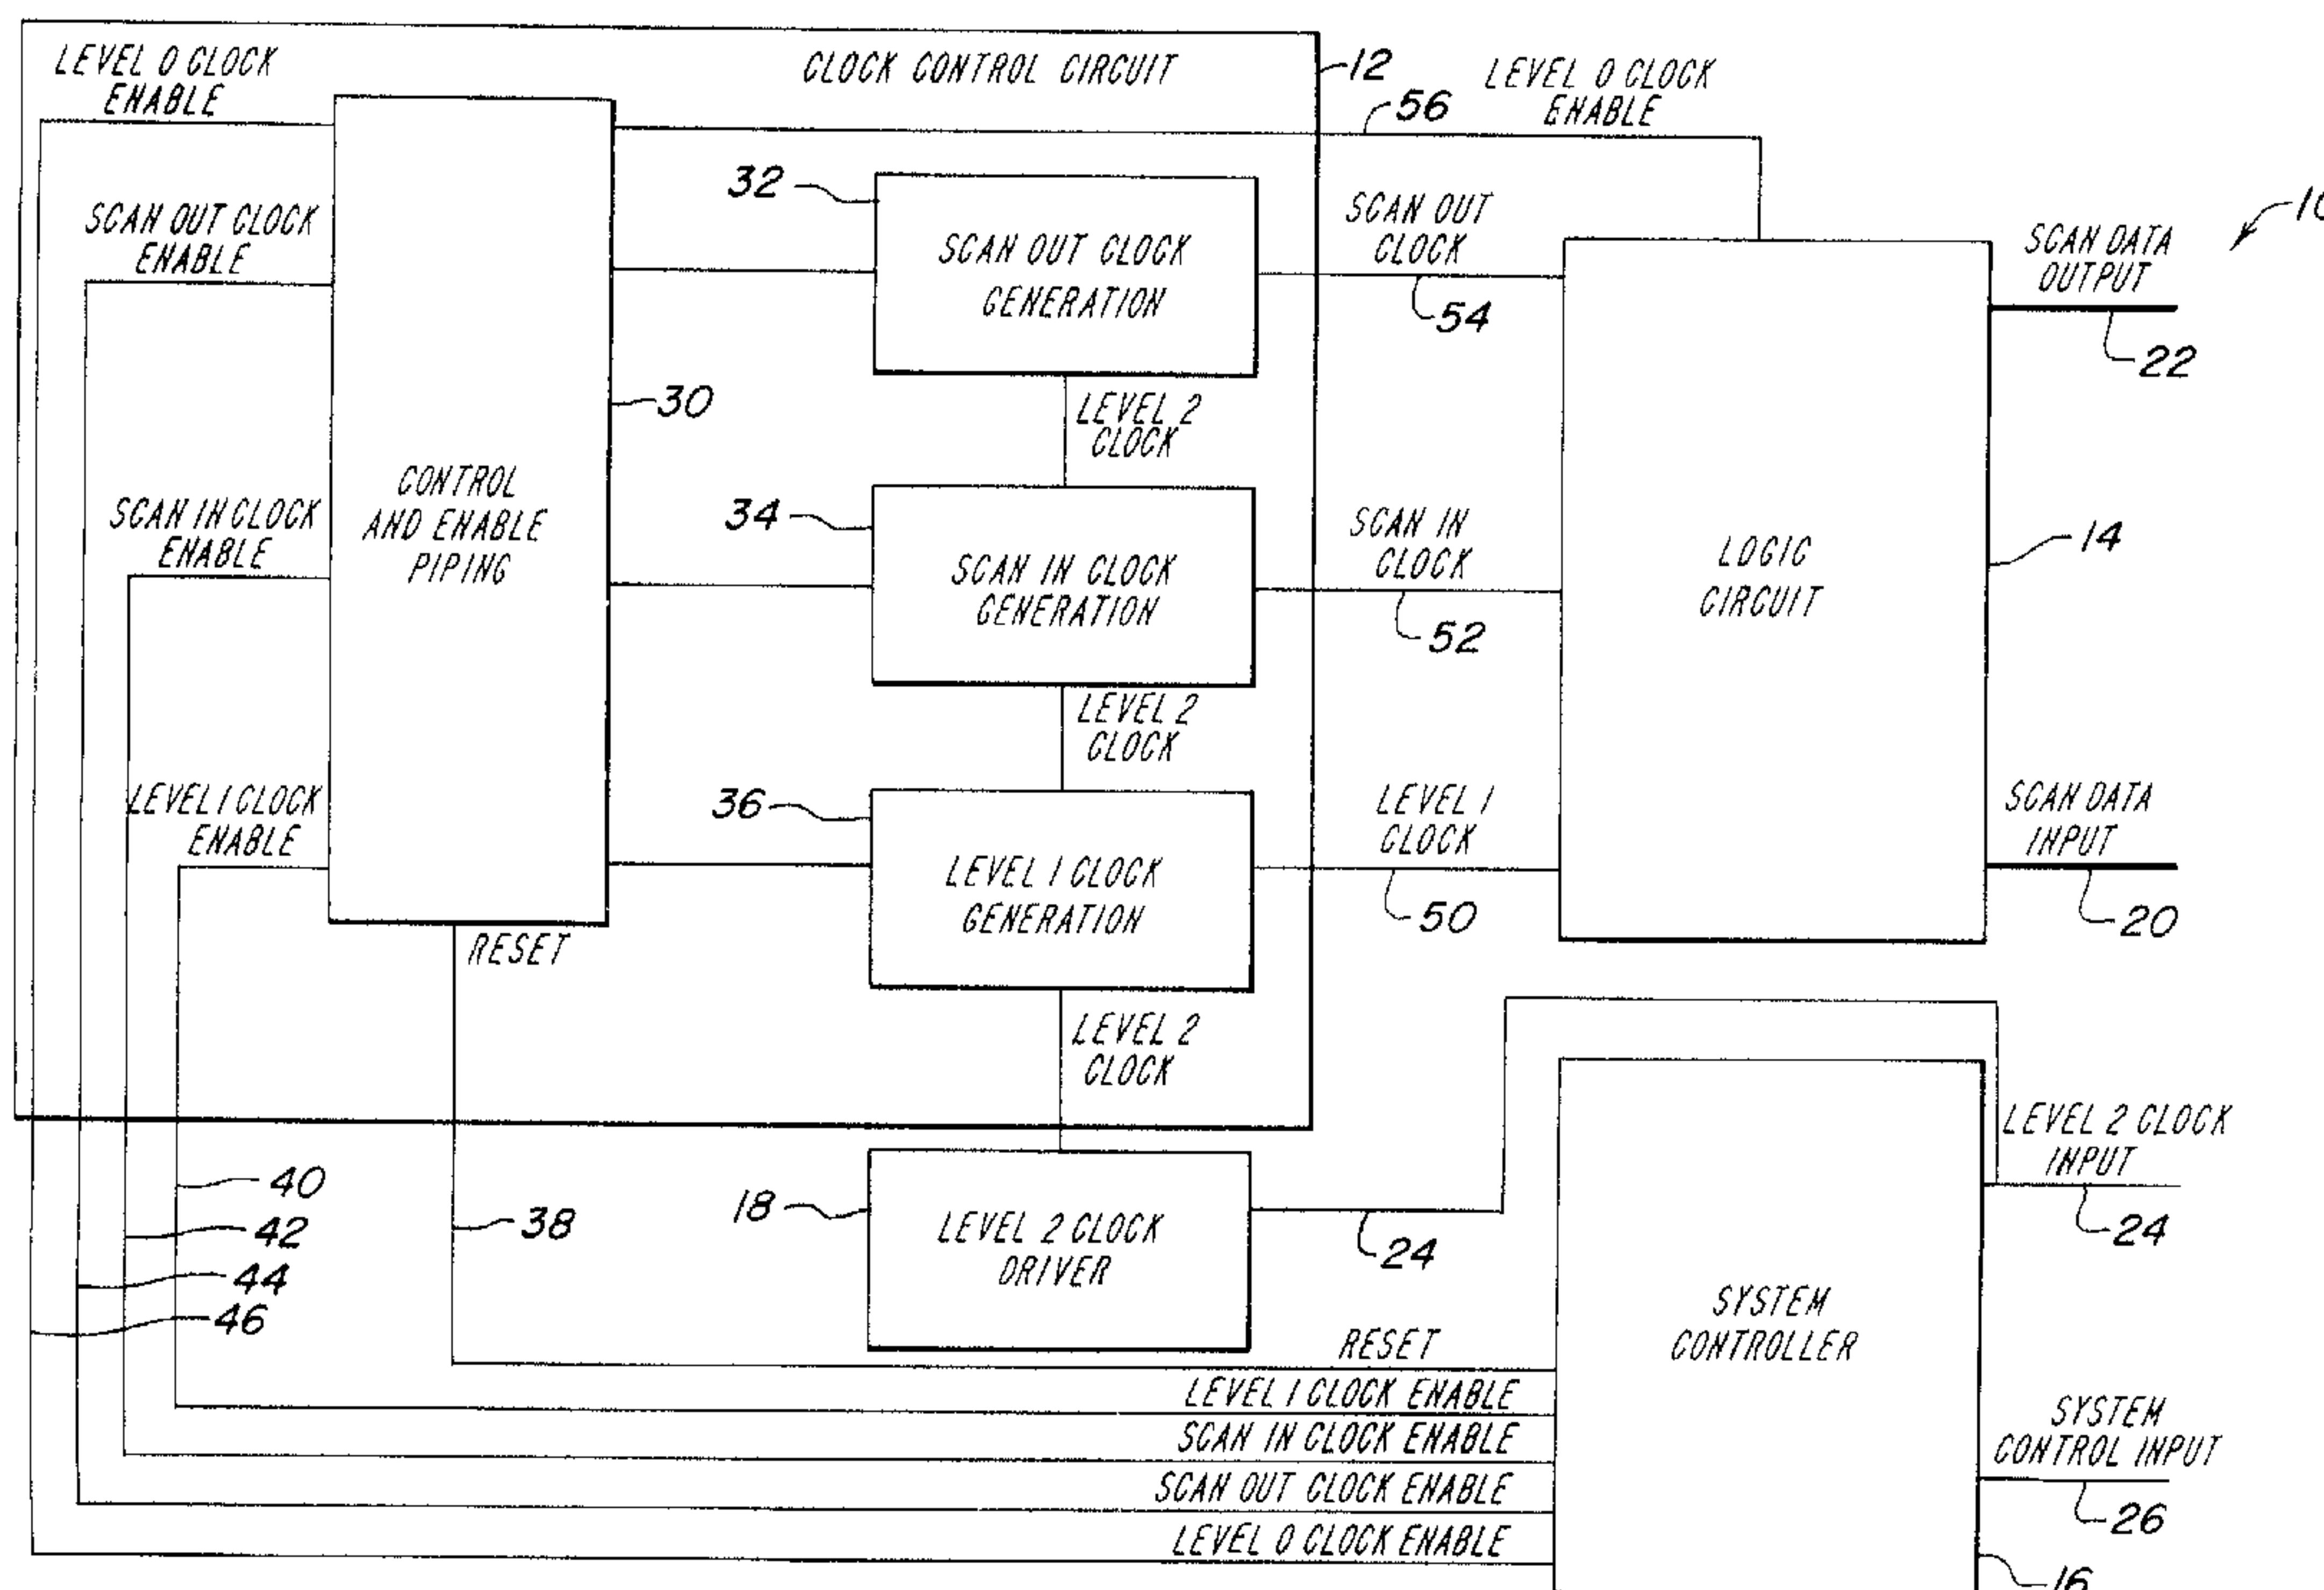 LEVEL 0 CLOCK
ENABLE
CLOCK CONTROL CIRCUIT
12
LEVEL 0 CLOCK
ENABLE
56
32
SCAN OUT CLOCK
ENABLE
SCAN OUT CLOCK
GENERATION
SCAN OUT
CLOCK
54
SCAN DATA
OUTPUT
22
30
LEVEL 2
CLOCK
CONTROL
AND ENABLE
PIPING
SCAN IN CLOCK
ENABLE
34
SCAN IN CLOCK
GENERATION
SCAN IN
CLOCK
52
LOGIC
CIRCUIT
14
LEVEL 2
CLOCK
LEVEL 1 CLOCK
ENABLE
36
LEVEL 1 CLOCK
GENERATION
LEVEL 1
CLOCK
50
SCAN DATA
INPUT
20
RESET
LEVEL 2
CLOCK
40
42
44
46
38
18
LEVEL 2 CLOCK
DRIVER
24
LEVEL 2 CLOCK
INPUT
24
SYSTEM
CONTROLLER
RESET
LEVEL 1 CLOCK ENABLE
SCAN IN CLOCK ENABLE
SCAN OUT CLOCK ENABLE
LEVEL 0 CLOCK ENABLE
SYSTEM
CONTROL INPUT
26
16